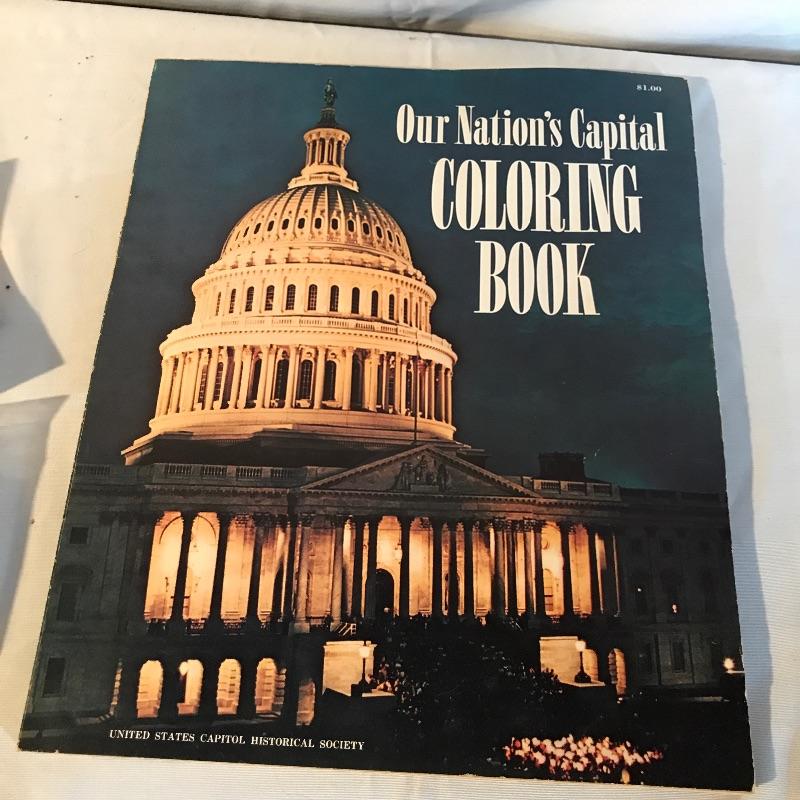 $1.00
Our Nation's Capital
COLORING
BOOK
UNITED STATES CAPITOL HISTORICAL SOCIETY